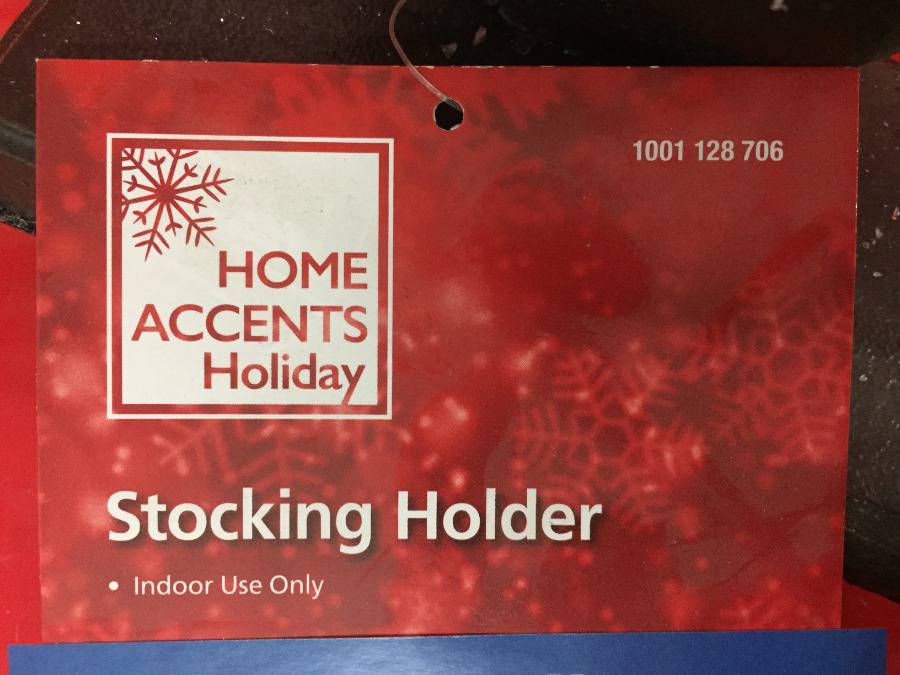 1001 128 706
HOME
ACCENTS
Holiday
Stocking Holder
• Indoor Use Only